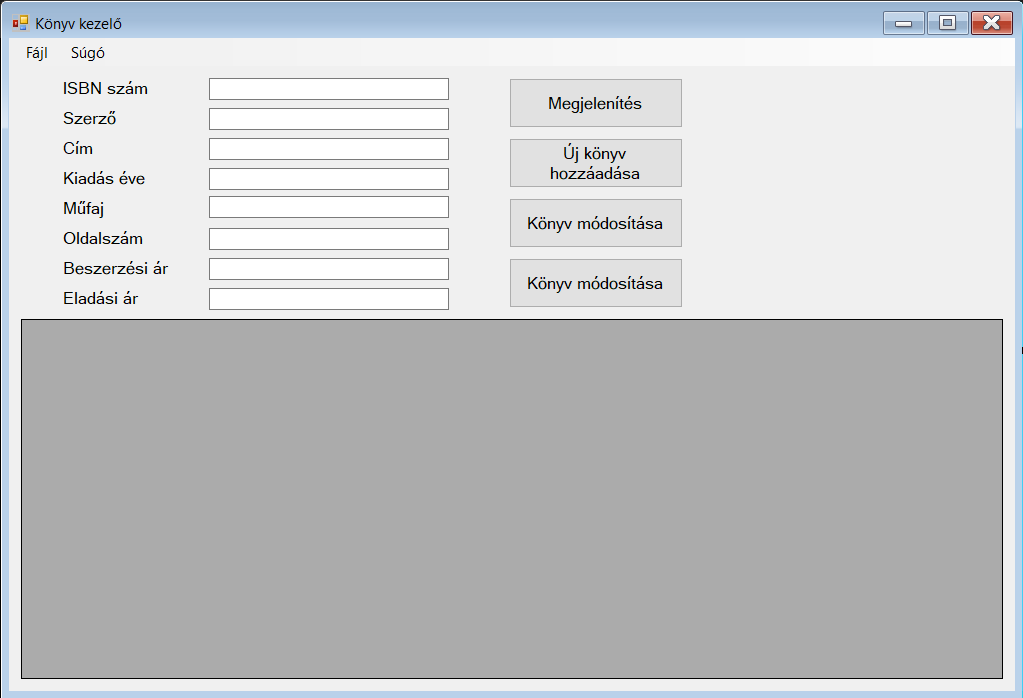 Könyv kezelő
Fájl Súgó
ISBN szám
Szerző
Cím
Kiadás éve
Műfaj
Oldalszám
Beszerzési ár
Eladási ár
Megjelenítés
Új könyv
hozzáadása
Könyv módosítása
Könyv módosítása